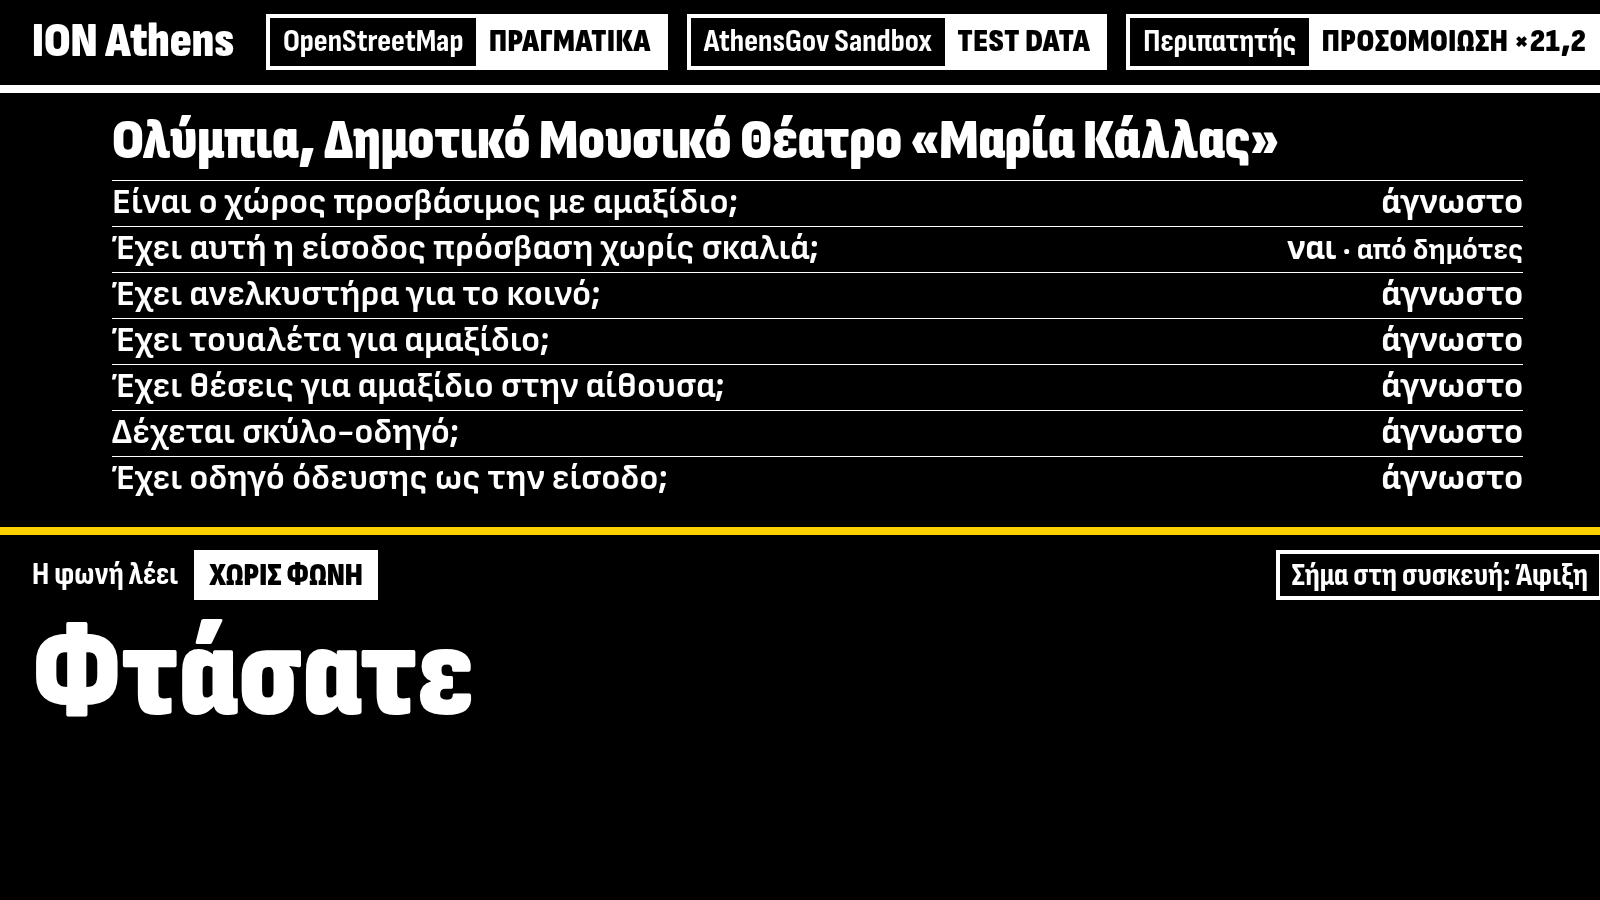 ION Athens OpenStreetMap ΠΡΑΓΜΑΤΙΚΑ AthensGov Sandbox TEST DATA Περιπατητής ΠΡΟΣΟΜΟΙΩΣΗ ×21,2
Ολύμπια, Δημοτικό Μουσικό Θέατρο «Μαρία Κάλλας»
Είναι ο χώρος προσβάσιμος με αμαξίδιο; άγνωστο
Έχει αυτή η είσοδος πρόσβαση χωρίς σκαλιά; ναι · από δημότες
Έχει ανελκυστήρα για το κοινό; άγνωστο
Έχει τουαλέτα για αμαξίδιο; άγνωστο
Έχει θέσεις για αμαξίδιο στην αίθουσα; άγνωστο
Δέχεται σκύλο-οδηγό; άγνωστο
Έχει οδηγό όδευσης ως την είσοδο; άγνωστο
Η φωνή λέει ΧΩΡΙΣ ΦΩΝΗ Σήμα στη συσκευή: Άφιξη
Φτάσατε